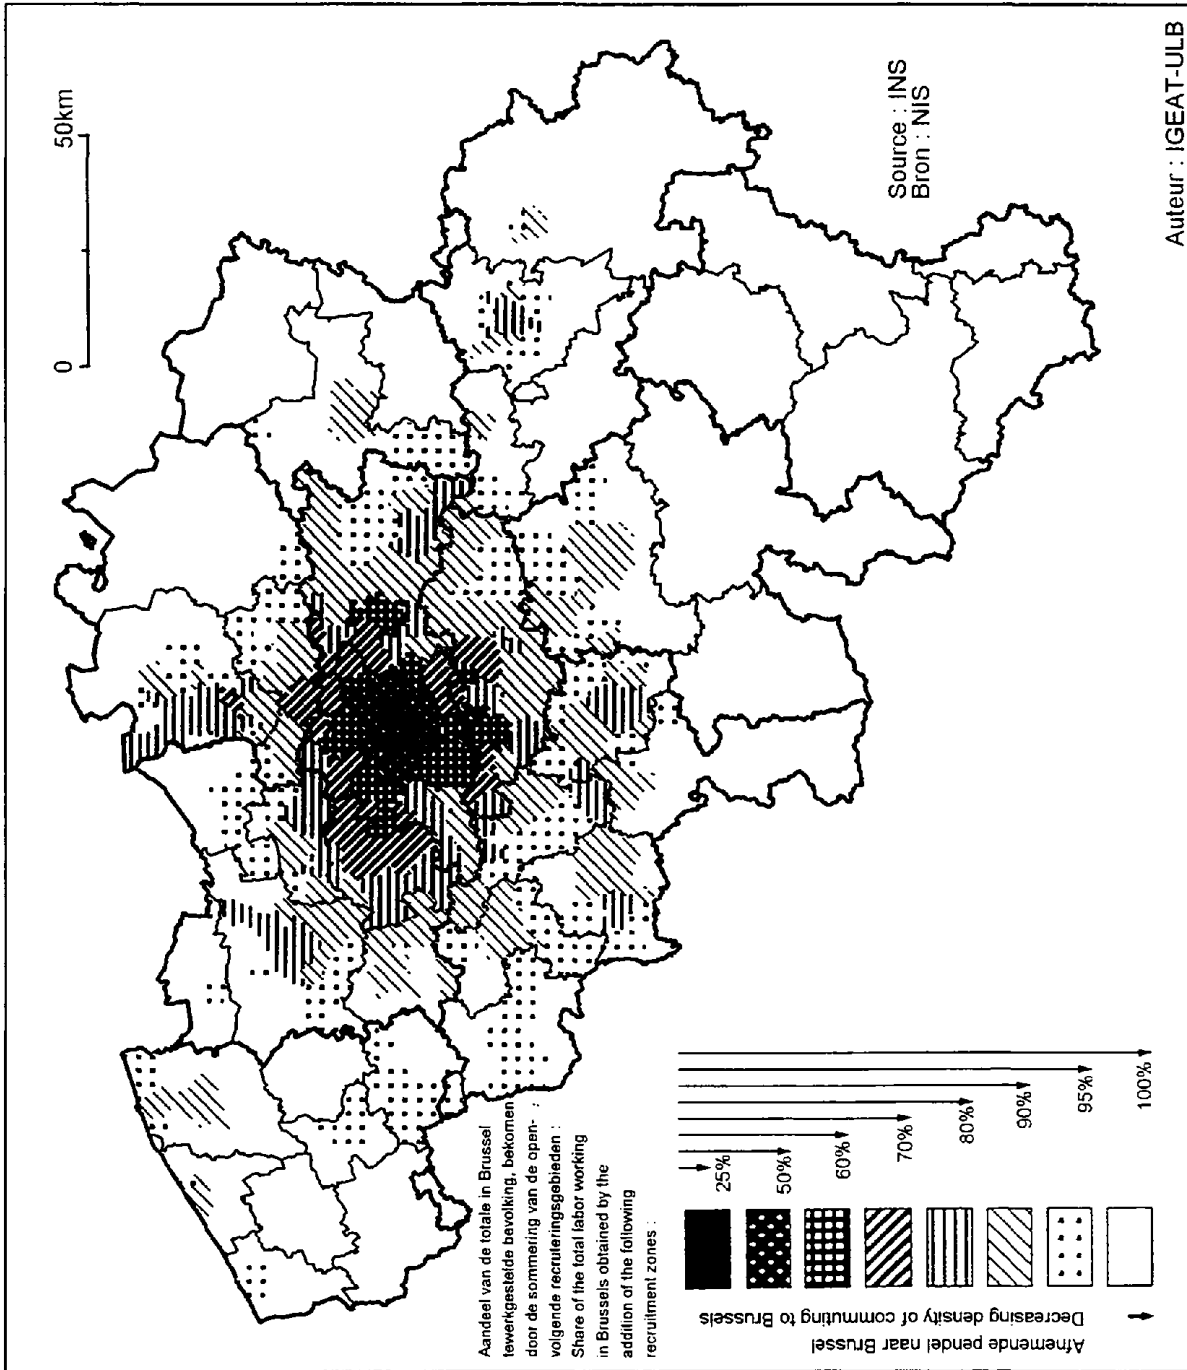 0 50km
Source : INS
Bron : NIS
Auteur : IGEAT-ULB
Aandeel van de totale in Brussel
tewerkgestelde bevolking, bekomen
door de sommering van de open-
volgende recruteringsgebieden :
Share of the total labor working
in Brussels obtained by the
addition of the following
recruitment zones :
25%
50%
60%
70%
80%
90%
95%
100%
Afnemende pendel naar Brussel
Decreasing density of commuting to Brussels